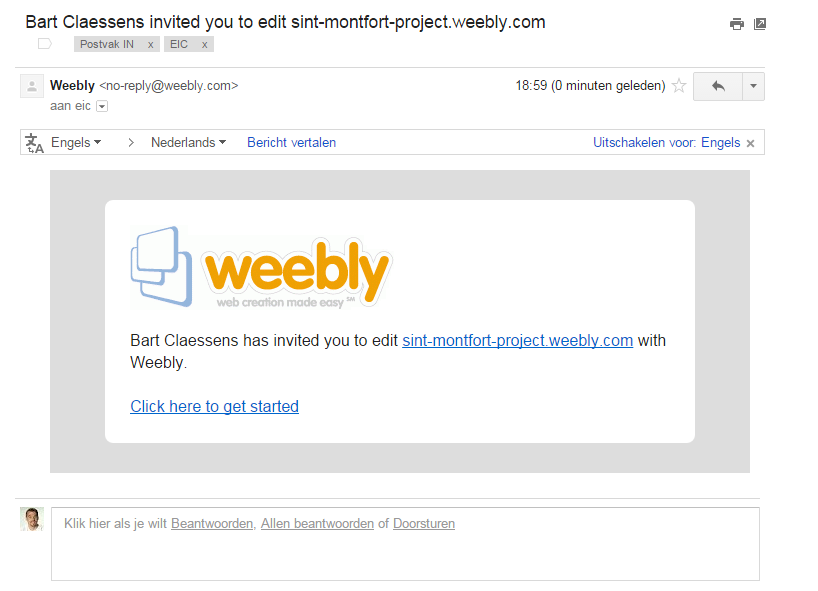 Bart Claessens invited you to edit sint-montfort-project.weebly.com
Postvak IN x EIC x
Weebly <no-reply@weebly.com> 18:59 (0 minuten geleden)
aan eic
Engels > Nederlands Bericht vertalen Uitschakelen voor: Engels x
weebly
web creation made easy SM
Bart Claessens has invited you to edit sint-montfort-project.weebly.com with
Weebly.
Click here to get started
Klik hier als je wilt Beantwoorden, Allen beantwoorden of Doorsturen